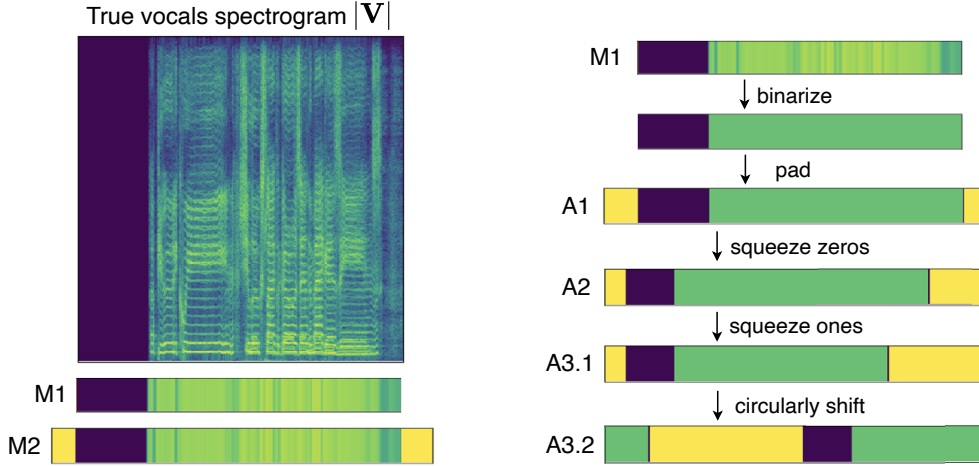 True vocals spectrogram |V|
M1
M2
M1
binarize
pad
A1
squeeze zeros
A2
squeeze ones
A3.1
circularly shift
A3.2